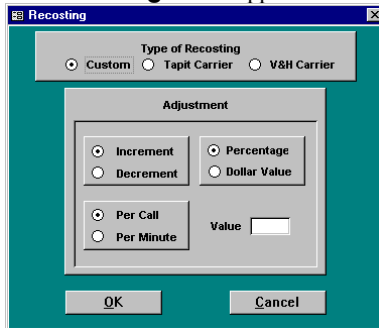 Recosting
Type of Recosting
Custom Tapit Carrier V&H Carrier
Adjustment
Increment Percentage
Decrement Dollar Value
Per Call
Per Minute
Value
OK Cancel